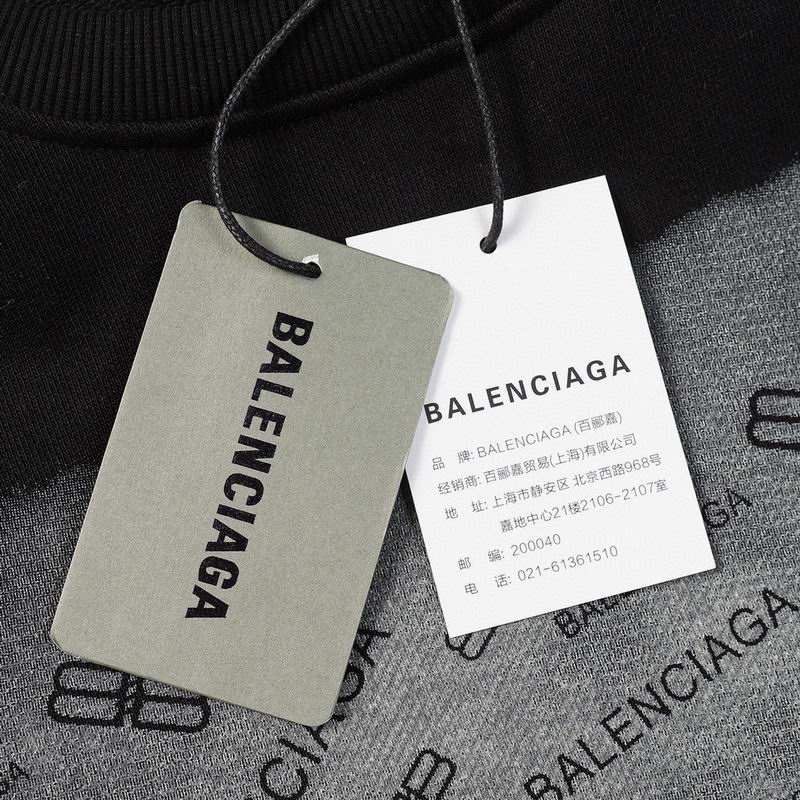 BALENCIAGA
BALENCIAGA
品 牌: BALENCIAGA (百郦嘉)
经销商: 百郦嘉贸易(上海)有限公司
地 址: 上海市静安区 北京西路968号
嘉地中心21楼2106-2107室
邮 编: 200040
电 话: 021-61361510
BALENCIAGA